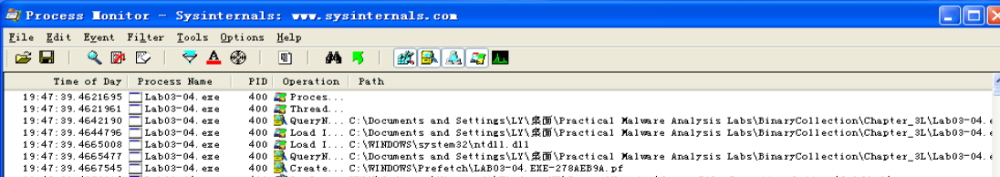 Process Monitor - Sysinternals: www.sysinternals.com
File Edit Event Filter Tools Options Help
Time of Day Process Name PID Operation Path
19:47:39.4621695 Lab03-04.exe 400 Proces...
19:47:39.4621961 Lab03-04.exe 400 Thread...
19:47:39.4642190 Lab03-04.exe 400 QueryN... C:\Documents and Settings\LY\桌面\Practical Malware Analysis Labs\BinaryCollection\Chapter_3L\Lab03-04.e
19:47:39.4644796 Lab03-04.exe 400 Load I... C:\Documents and Settings\LY\桌面\Practical Malware Analysis Labs\BinaryCollection\Chapter_3L\Lab03-04.e
19:47:39.4665008 Lab03-04.exe 400 Load I... C:\WINDOWS\system32\ntdll.dll
19:47:39.4665477 Lab03-04.exe 400 QueryN... C:\Documents and Settings\LY\桌面\Practical Malware Analysis Labs\BinaryCollection\Chapter_3L\Lab03-04.e
19:47:39.4667545 Lab03-04.exe 400 Create... C:\WINDOWS\Prefetch\LAB03-04.EXE-278AEB9A.pf